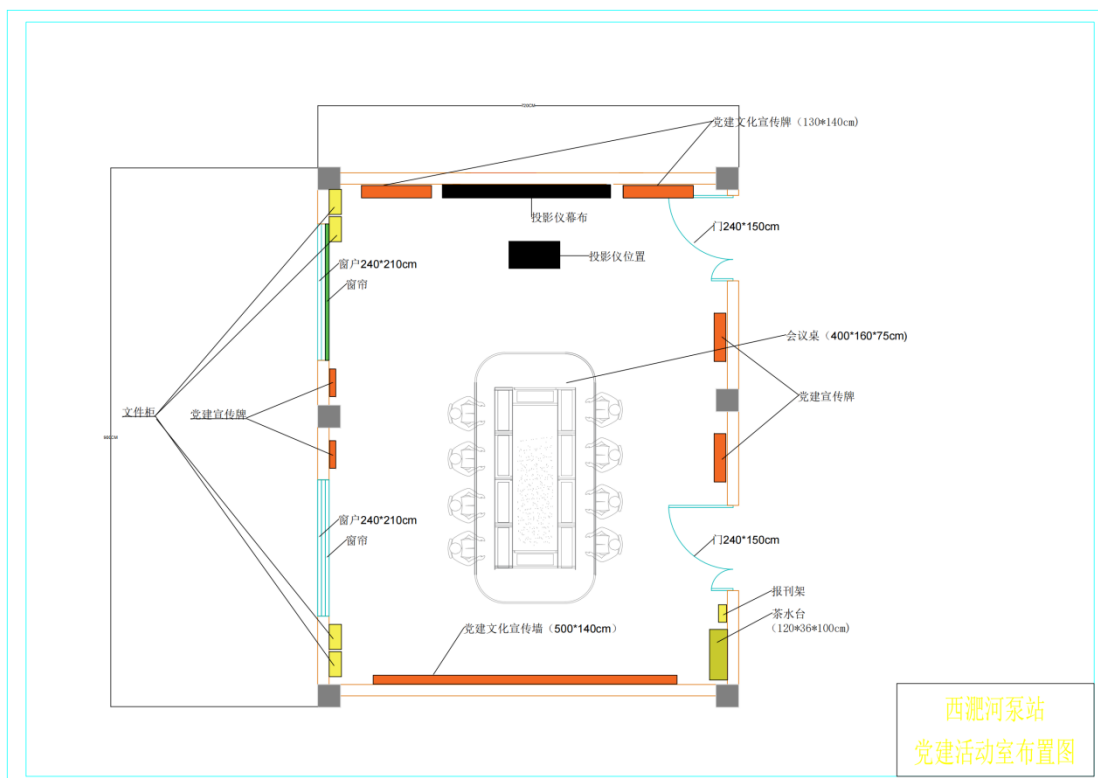 党建文化宣传牌（130*140cm）
投影仪幕布
门240*150cm
投影仪位置
窗户240*210cm
窗帘
会议桌（400*160*75cm)
党建宣传牌
文件柜
党建宣传牌
窗户240*210cm
窗帘
门240*150cm
报刊架
茶水台
（120*36*100cm)
党建文化宣传墙（500*140cm）
西淝河泵站
党建活动室布置图